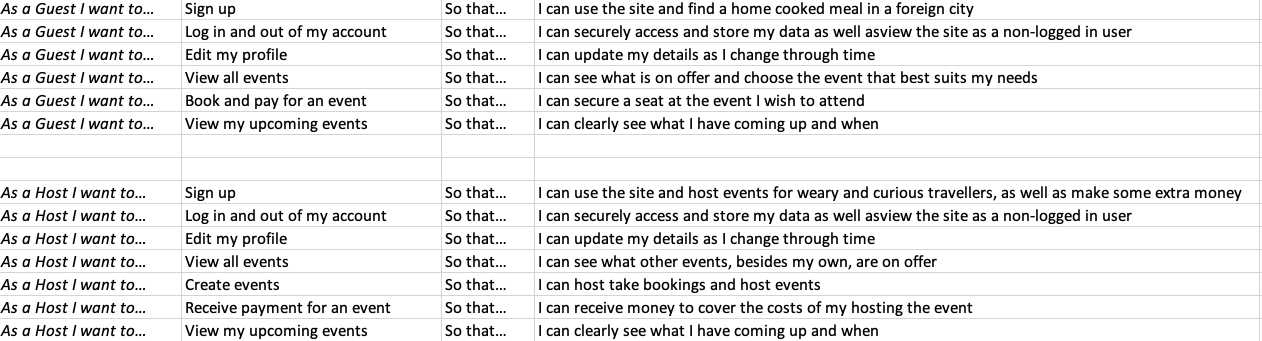 As a Guest I want to... Sign up So that... I can use the site and find a home cooked meal in a foreign city
As a Guest I want to... Log in and out of my account So that... I can securely access and store my data as well asview the site as a non-logged in user
As a Guest I want to... Edit my profile So that... I can update my details as I change through time
As a Guest I want to... View all events So that... I can see what is on offer and choose the event that best suits my needs
As a Guest I want to... Book and pay for an event So that... I can secure a seat at the event I wish to attend
As a Guest I want to... View my upcoming events So that... I can clearly see what I have coming up and when
As a Host I want to... Sign up So that... I can use the site and host events for weary and curious travellers, as well as make some extra money
As a Host I want to... Log in and out of my account So that... I can securely access and store my data as well asview the site as a non-logged in user
As a Host I want to... Edit my profile So that... I can update my details as I change through time
As a Host I want to... View all events So that... I can see what other events, besides my own, are on offer
As a Host I want to... Create events So that... I can host take bookings and host events
As a Host I want to... Receive payment for an event So that... I can receive money to cover the costs of my hosting the event
As a Host I want to... View my upcoming events So that... I can clearly see what I have coming up and when